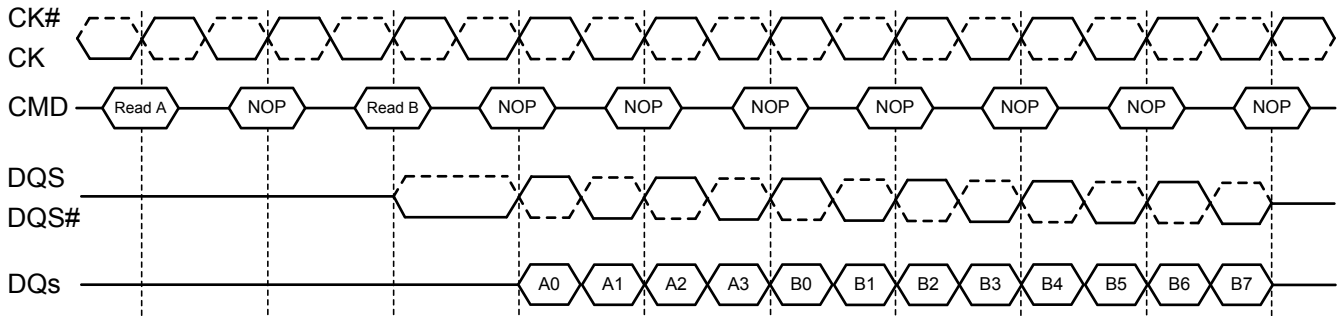 CK#
CK
CMD Read A NOP Read B NOP NOP NOP NOP NOP NOP NOP
DQS
DQS#
DQs A0 A1 A2 A3 B0 B1 B2 B3 B4 B5 B6 B7